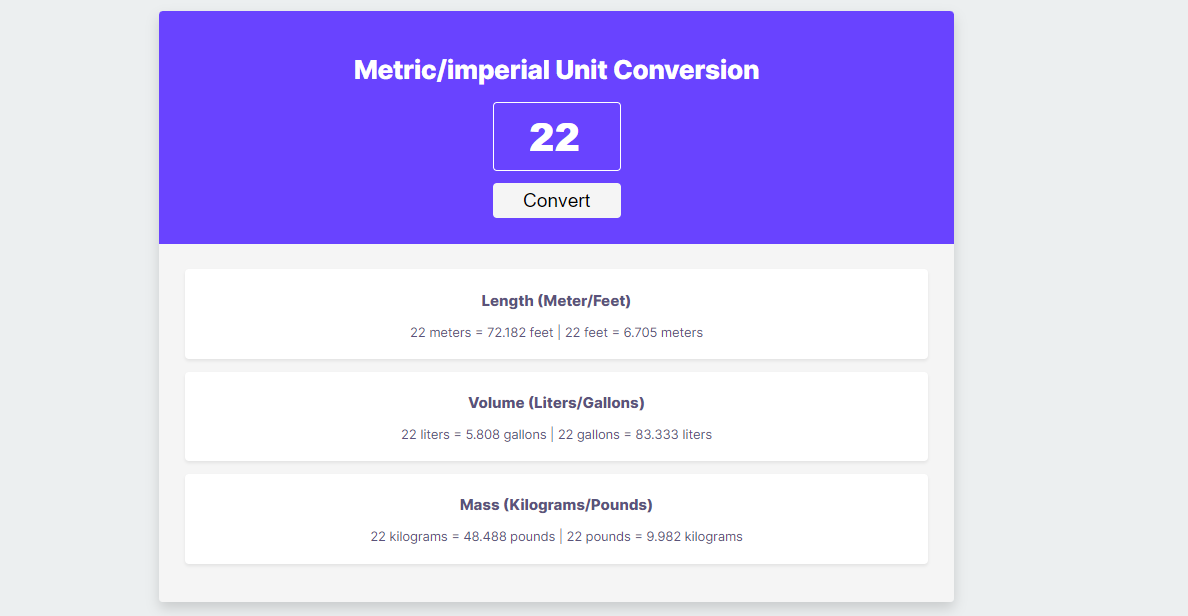 Metric/imperial Unit Conversion
22
Convert
Length (Meter/Feet)
22 meters = 72.182 feet | 22 feet = 6.705 meters
Volume (Liters/Gallons)
22 liters = 5.808 gallons | 22 gallons = 83.333 liters
Mass (Kilograms/Pounds)
22 kilograms = 48.488 pounds | 22 pounds = 9.982 kilograms